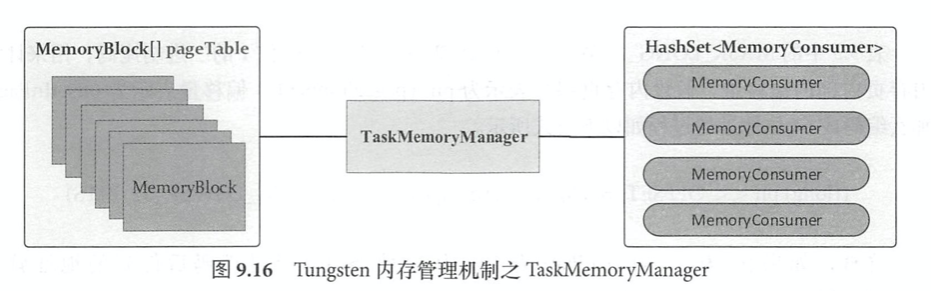 MemoryBlock[] pageTable
MemoryBlock
TaskMemoryManager
HashSet<MemoryConsumer>
MemoryConsumer
MemoryConsumer
MemoryConsumer
MemoryConsumer
图 9.16 Tungsten 内存管理机制之 TaskMemoryManager